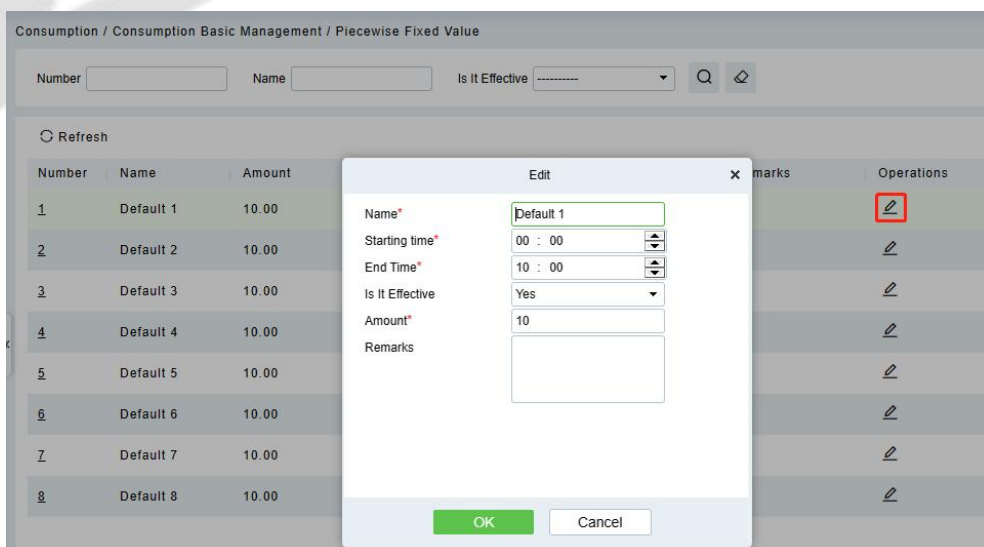 Consumption / Consumption Basic Management / Piecewise Fixed Value
Number Name Is It Effective ----------
Refresh
Number Name Amount marks Operations
1 Default 1 10.00
2 Default 2 10.00
3 Default 3 10.00
4 Default 4 10.00
5 Default 5 10.00
6 Default 6 10.00
7 Default 7 10.00
8 Default 8 10.00
Edit
Name* Default 1
Starting time* 00 : 00
End Time* 10 : 00
Is It Effective Yes
Amount* 10
Remarks
OK Cancel